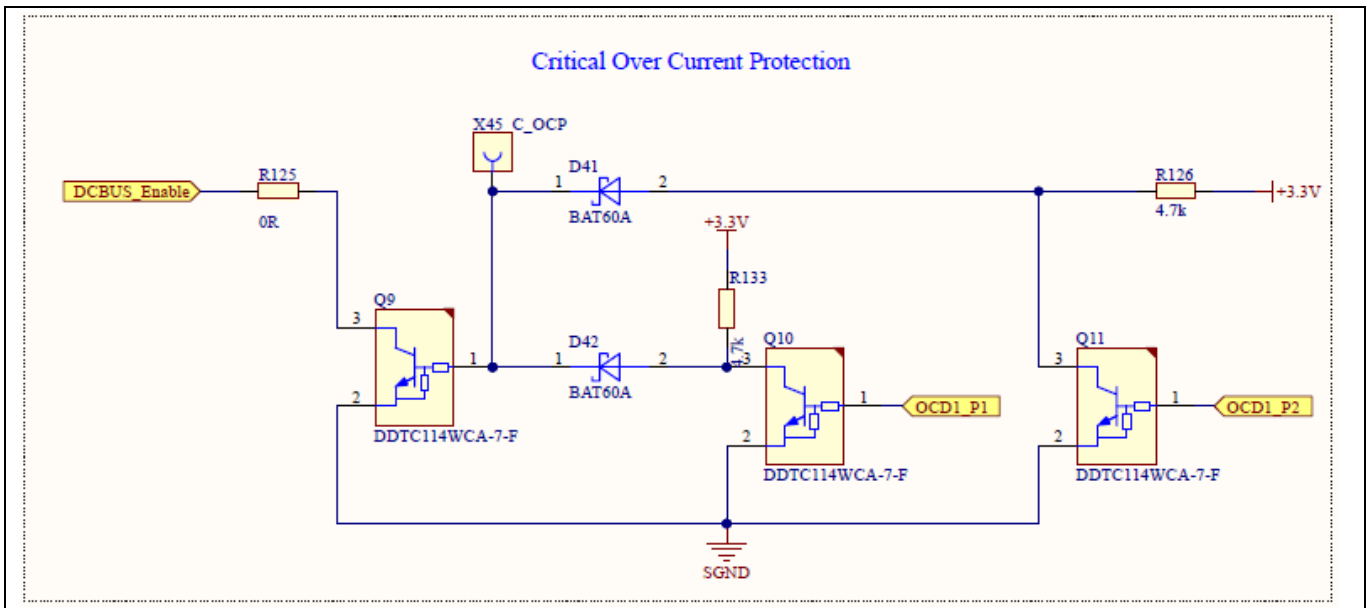 Critical Over Current Protection
X45 C_OCP
DCBUS_Enable
R125
0R
D41
1
2
BAT60A
R126
4.7k
+3.3V
+3.3V
R133
4.7k
Q9
3
1
2
DDTC114WCA-7-F
D42
1
2
BAT60A
Q10
3
1
2
OCD1_P1
DDTC114WCA-7-F
Q11
3
1
2
OCD1_P2
DDTC114WCA-7-F
SGND